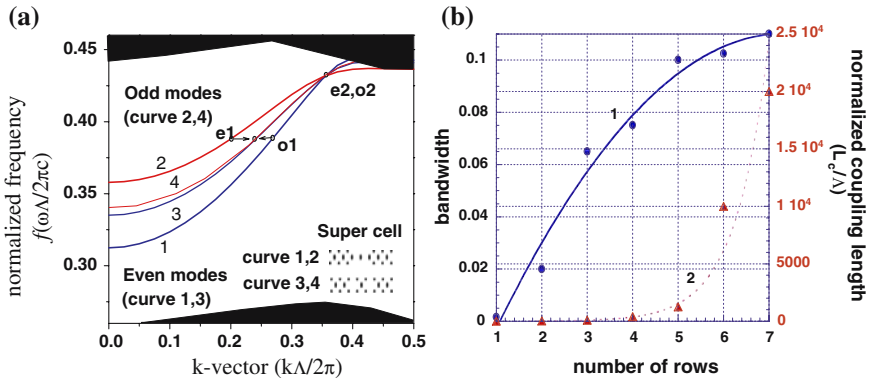 (a)
normalized frequency
f(ωΛ/2πc)
0.45
0.40
0.35
0.30
Odd modes
(curve 2,4)
e2,o2
e1
o1
2
4
3
1
Super cell
curve 1,2
curve 3,4
Even modes
(curve 1,3)
0.0
0.1
0.2
0.3
0.4
0.5
k-vector (kΛ/2π)
(b)
bandwidth
0.1
0.08
0.06
0.04
0.02
0
1
2
1
2
3
4
5
6
7
number of rows
2.5 10⁴
2 10⁴
1.5 10⁴
1 10⁴
5000
0
normalized coupling length
(L_c/Λ)